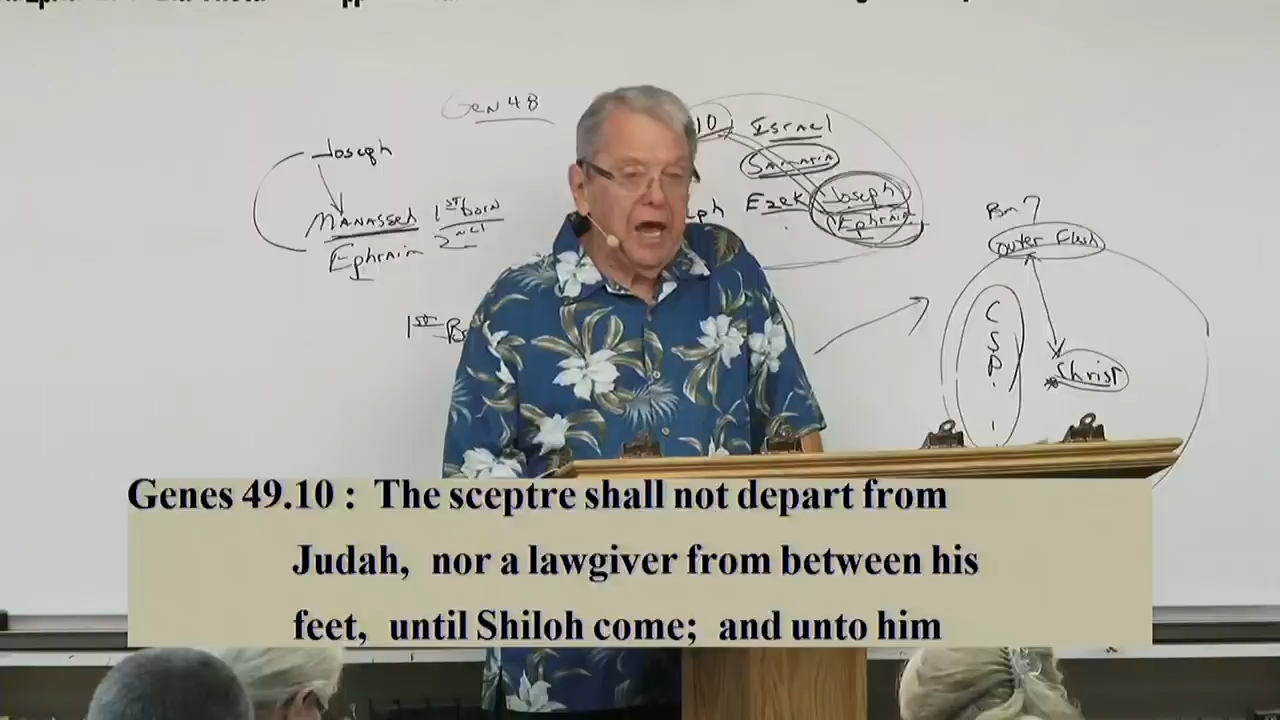 Gen 48
Joseph
MANASSEH 1ST Born
Ephraim 2nd
1ST
10 Israel
Samaria
Ezek Joseph
Ephraim
Rm 7
outer Flesh
C
S
P
Christ
Genes 49.10 : The sceptre shall not depart from
Judah, nor a lawgiver from between his
feet, until Shiloh come; and unto him